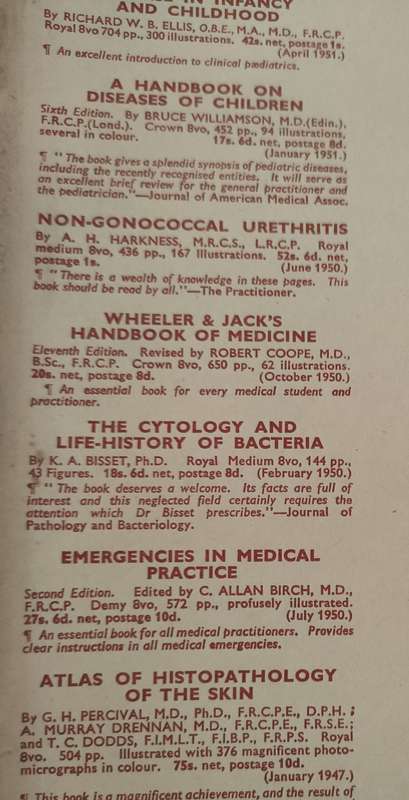 IN INFANCY
AND CHILDHOOD
By RICHARD W. B. ELLIS, O.B.E., M.A., M.D., F.R.C.P.
Royal 8vo 704 pp., 300 illustrations. 42s. net, postage 1s.
(April 1951.)
¶ An excellent introduction to clinical pædiatrics.
A HANDBOOK ON
DISEASES OF CHILDREN
Sixth Edition. By BRUCE WILLIAMSON, M.D.(Edin.),
F.R.C.P.(Lond.). Crown 8vo, 452 pp., 94 illustrations,
several in colour. 17s. 6d. net, postage 8d.
(January 1951.)
¶ "The book gives a splendid synopsis of pediatric diseases,
including the recently recognised entities. It will serve as
an excellent brief review for the general practitioner and
the pediatrician."—Journal of American Medical Assoc.
NON-GONOCOCCAL URETHRITIS
By A. H. HARKNESS, M.R.C.S., L.R.C.P. Royal
medium 8vo, 436 pp., 167 Illustrations. 52s. 6d. net,
postage 1s. (June 1950.)
¶ "There is a wealth of knowledge in these pages. This
book should be read by all."—The Practitioner.
WHEELER & JACK'S
HANDBOOK OF MEDICINE
Eleventh Edition. Revised by ROBERT COOPE, M.D.,
B.Sc., F.R.C.P. Crown 8vo, 650 pp., 62 illustrations.
20s. net, postage 8d. (October 1950.)
¶ An essential book for every medical student and
practitioner.
THE CYTOLOGY AND
LIFE-HISTORY OF BACTERIA
By K. A. BISSET, Ph.D. Royal Medium 8vo, 144 pp.,
43 Figures. 18s. 6d. net, postage 8d. (February 1950.)
¶ "The book deserves a welcome. Its facts are full of
interest and this neglected field certainly requires the
attention which Dr Bisset prescribes."—Journal of
Pathology and Bacteriology.
EMERGENCIES IN MEDICAL
PRACTICE
Second Edition. Edited by C. ALLAN BIRCH, M.D.,
F.R.C.P. Demy 8vo, 572 pp., profusely illustrated.
27s. 6d. net, postage 10d. (July 1950.)
¶ An essential book for all medical practitioners. Provides
clear instructions in all medical emergencies.
ATLAS OF HISTOPATHOLOGY
OF THE SKIN
By G. H. PERCIVAL, M.D., Ph.D., F.R.C.P.E., D.P.H.;
A. MURRAY DRENNAN, M.D., F.R.C.P.E., F.R.S.E.;
and T. C. DODDS, F.I.M.L.T., F.I.B.P., F.R.P.S. Royal
8vo. 504 pp. Illustrated with 376 magnificent photo-
micrographs in colour. 75s. net, postage 10d.
(January 1947.)
¶ This book is a magnificent achievement, and the result of